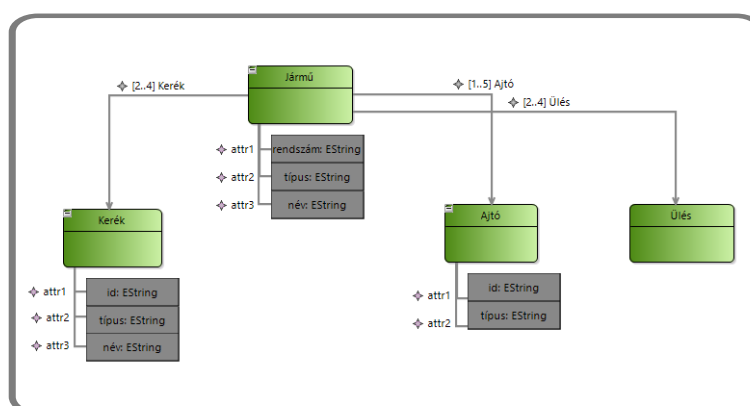 Jármű
[2..4] Kerék
[1..5] Ajtó
[2..4] Ülés
attr1
rendszám: EString
attr2
típus: EString
attr3
név: EString
Kerék
attr1
id: EString
attr2
típus: EString
attr3
név: EString
Ajtó
attr1
id: EString
attr2
típus: EString
Ülés